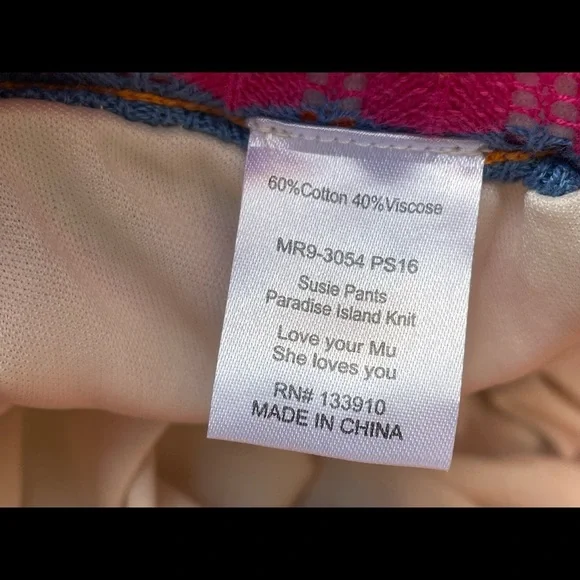 60%Cotton 40%Viscose
MR9-3054 PS16
Susie Pants
Paradise Island Knit
Love your Mu
She loves you
RN# 133910
MADE IN CHINA